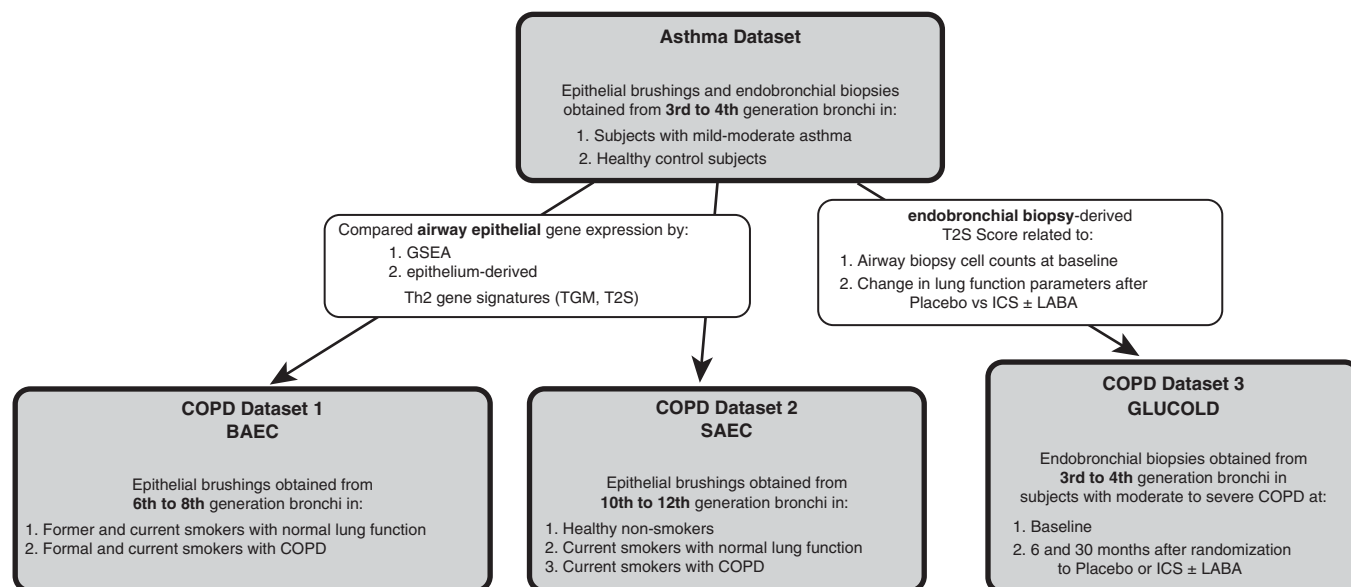 Asthma Dataset
Epithelial brushings and endobronchial biopsies
obtained from 3rd to 4th generation bronchi in:
1. Subjects with mild-moderate asthma
2. Healthy control subjects
Compared airway epithelial gene expression by:
1. GSEA
2. epithelium-derived
Th2 gene signatures (TGM, T2S)
endobronchial biopsy-derived
T2S Score related to:
1. Airway biopsy cell counts at baseline
2. Change in lung function parameters after
Placebo vs ICS ± LABA
COPD Dataset 1
BAEC
Epithelial brushings obtained from
6th to 8th generation bronchi in:
1. Former and current smokers with normal lung function
2. Formal and current smokers with COPD
COPD Dataset 2
SAEC
Epithelial brushings obtained from
10th to 12th generation bronchi in:
1. Healthy non-smokers
2. Current smokers with normal lung function
3. Current smokers with COPD
COPD Dataset 3
GLUCOLD
Endobronchial biopsies obtained from
3rd to 4th generation bronchi in
subjects with moderate to severe COPD at:
1. Baseline
2. 6 and 30 months after randomization
to Placebo or ICS ± LABA